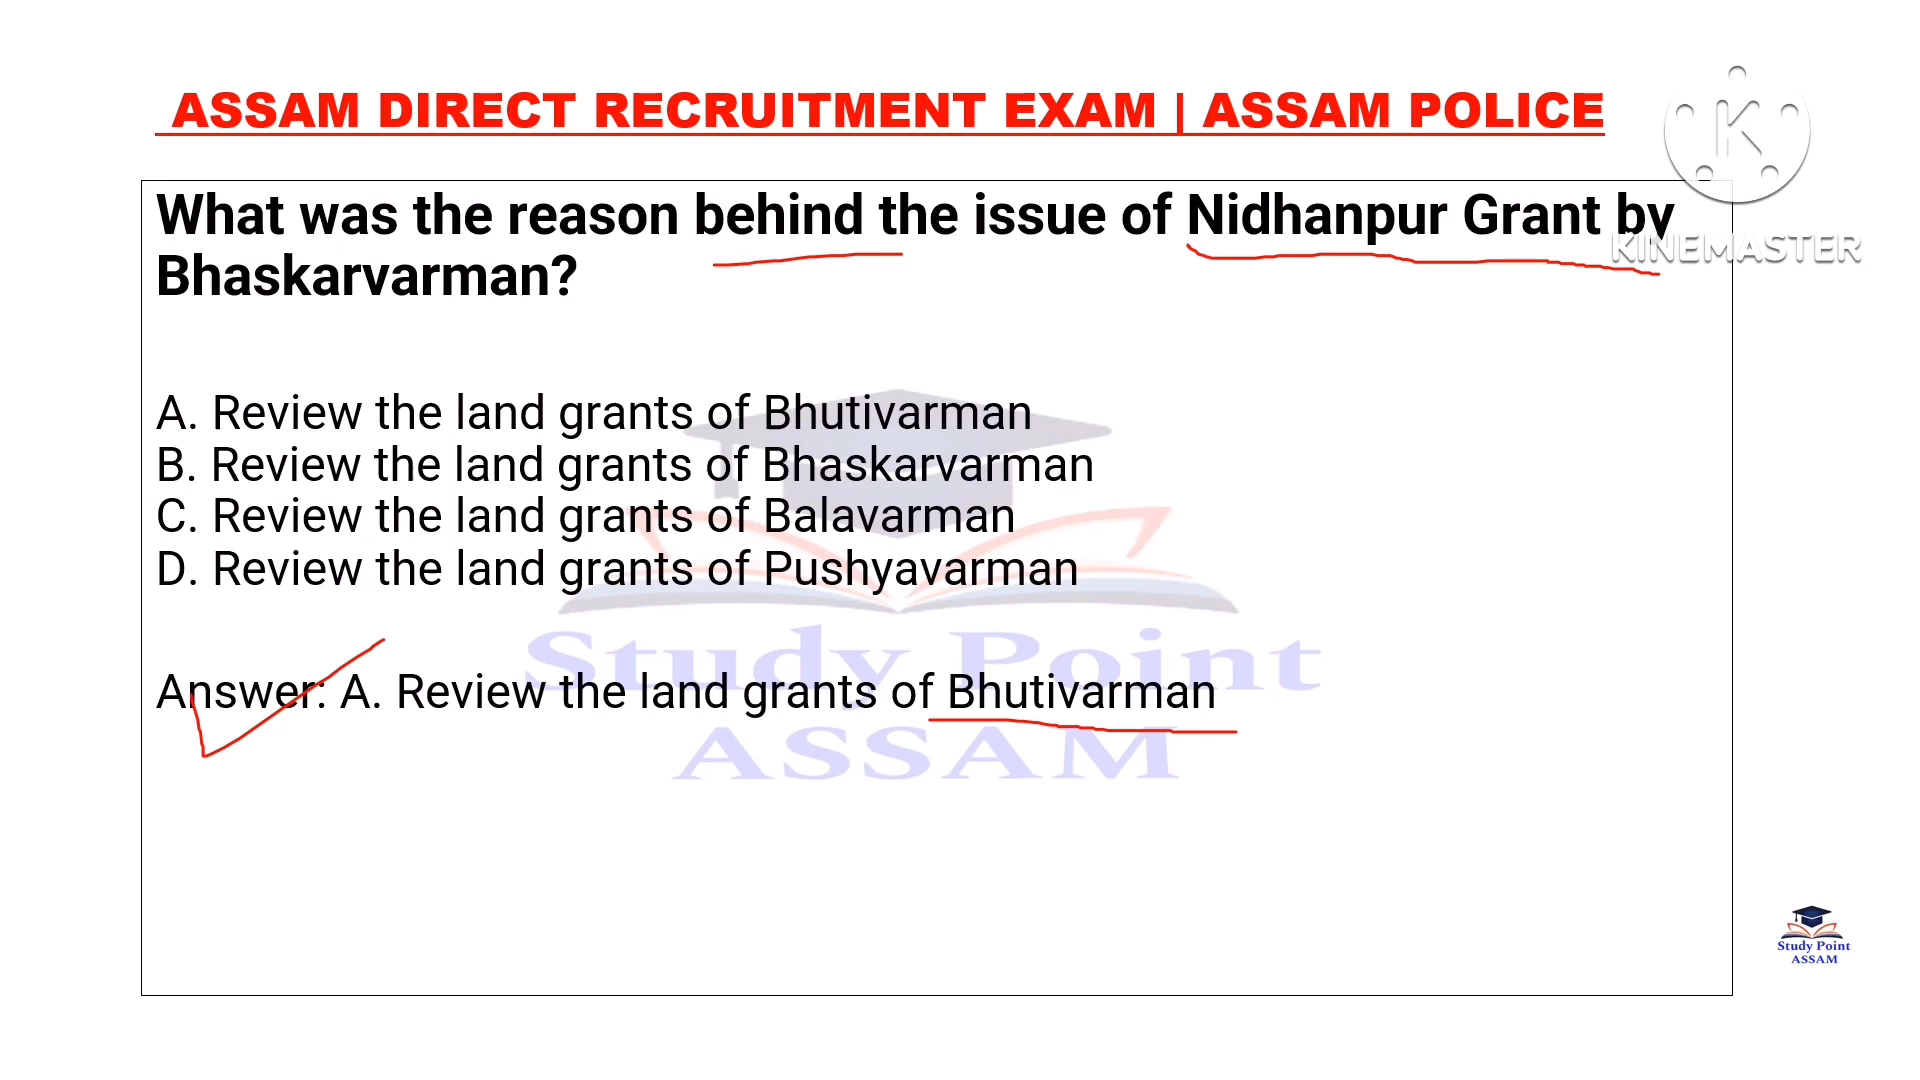 ASSAM DIRECT RECRUITMENT EXAM | ASSAM POLICE
K
KINEMASTER
What was the reason behind the issue of Nidhanpur Grant by
Bhaskarvarman?
A. Review the land grants of Bhutivarman
B. Review the land grants of Bhaskarvarman
C. Review the land grants of Balavarman
D. Review the land grants of Pushyavarman
Study Point
ASSAM
Answer: A. Review the land grants of Bhutivarman
Study Point
ASSAM